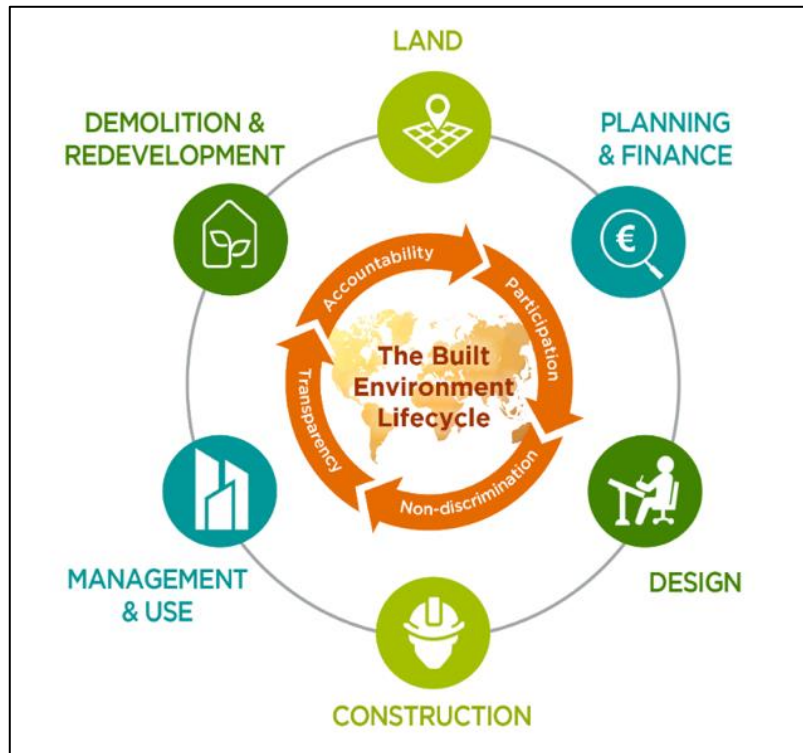 LAND
PLANNING
& FINANCE
€
DESIGN
CONSTRUCTION
MANAGEMENT
& USE
DEMOLITION &
REDEVELOPMENT
Accountability
Participation
Non-discrimination
Transparency
The Built
Environment
Lifecycle